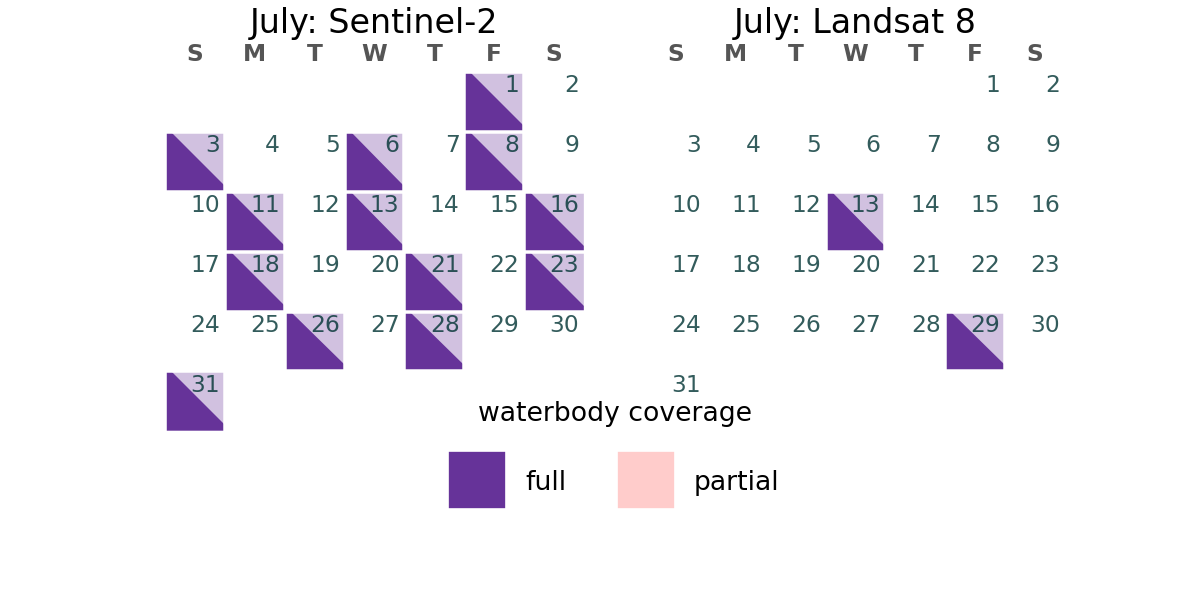 July: Sentinel-2
S M T W T F S
1 2
3 4 5 6 7 8 9
10 11 12 13 14 15 16
17 18 19 20 21 22 23
24 25 26 27 28 29 30
31
July: Landsat 8
S M T W T F S
1 2
3 4 5 6 7 8 9
10 11 12 13 14 15 16
17 18 19 20 21 22 23
24 25 26 27 28 29 30
31
waterbody coverage
full
partial